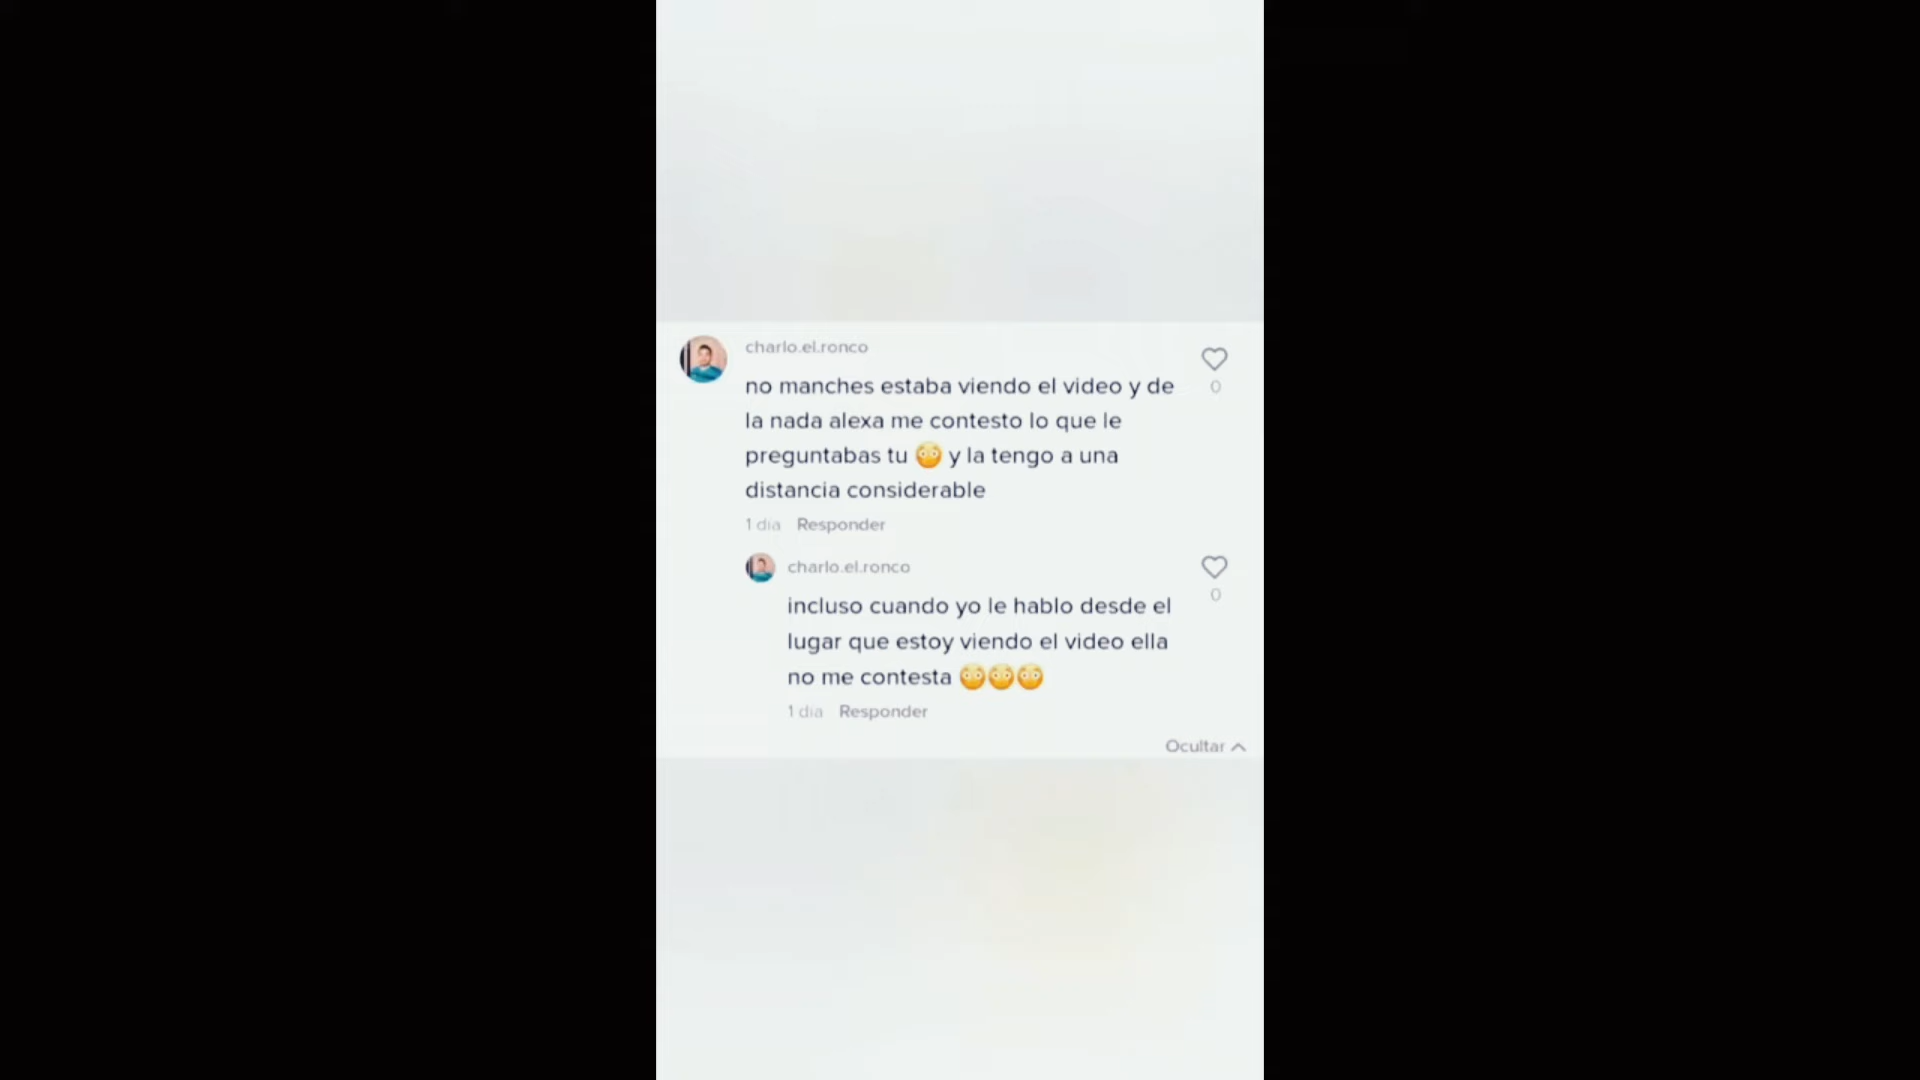 charlo.el.ronco
no manches estaba viendo el video y de
la nada alexa me contesto lo que le
preguntabas tu 😳 y la tengo a una
distancia considerable
1 dia Responder
0
charlo.el.ronco
incluso cuando yo le hablo desde el
lugar que estoy viendo el video ella
no me contesta 😳😳😳
1 dia Responder
0
Ocultar